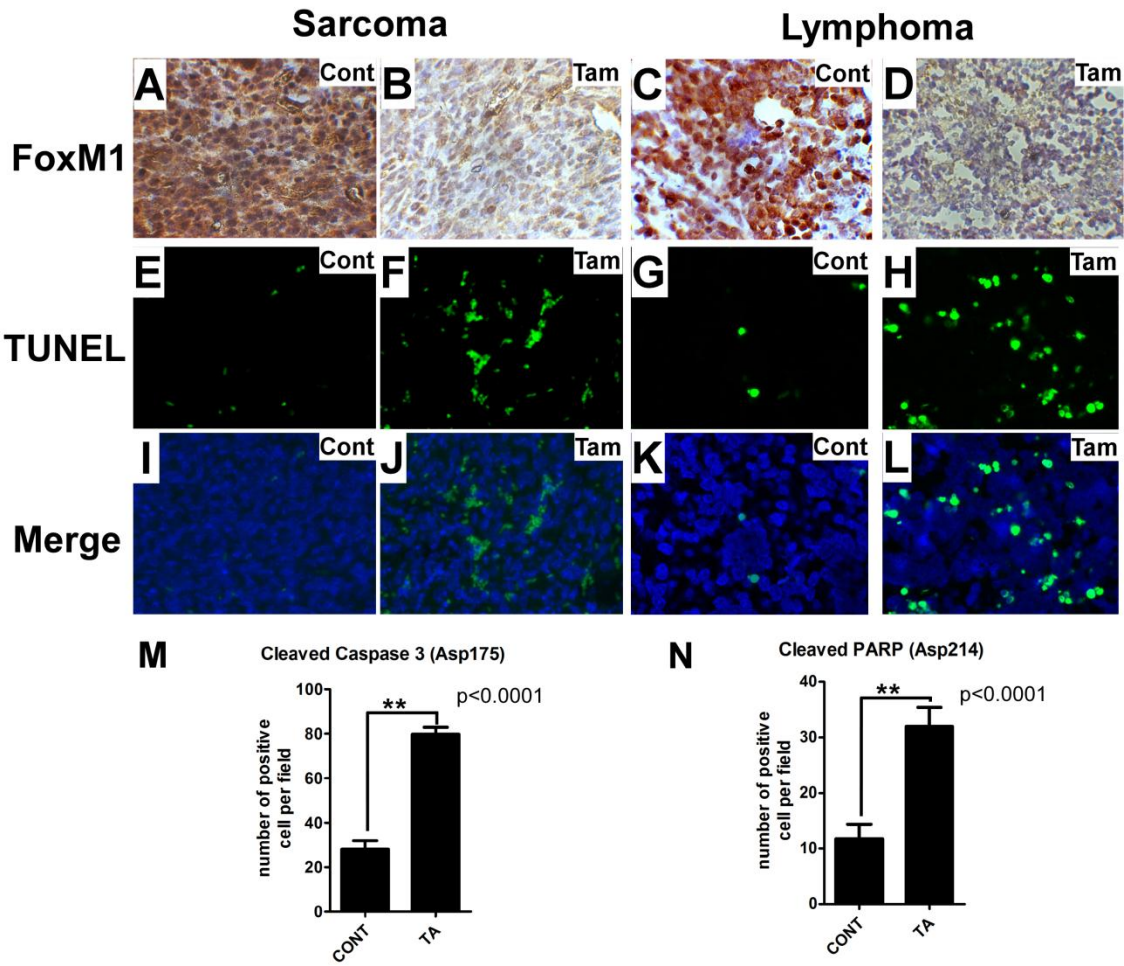 Sarcoma Lymphoma
A Cont B Tam C Cont D Tam
FoxM1
E Cont F Tam G Cont H Tam
TUNEL
I Cont J Tam K Cont L Tam
Merge
M
Cleaved Caspase 3 (Asp175)
** p<0.0001
number of positive
cell per field
100
80
60
40
20
0
CONT TA
N
Cleaved PARP (Asp214)
** p<0.0001
number of positive
cell per field
40
30
20
10
0
CONT TA